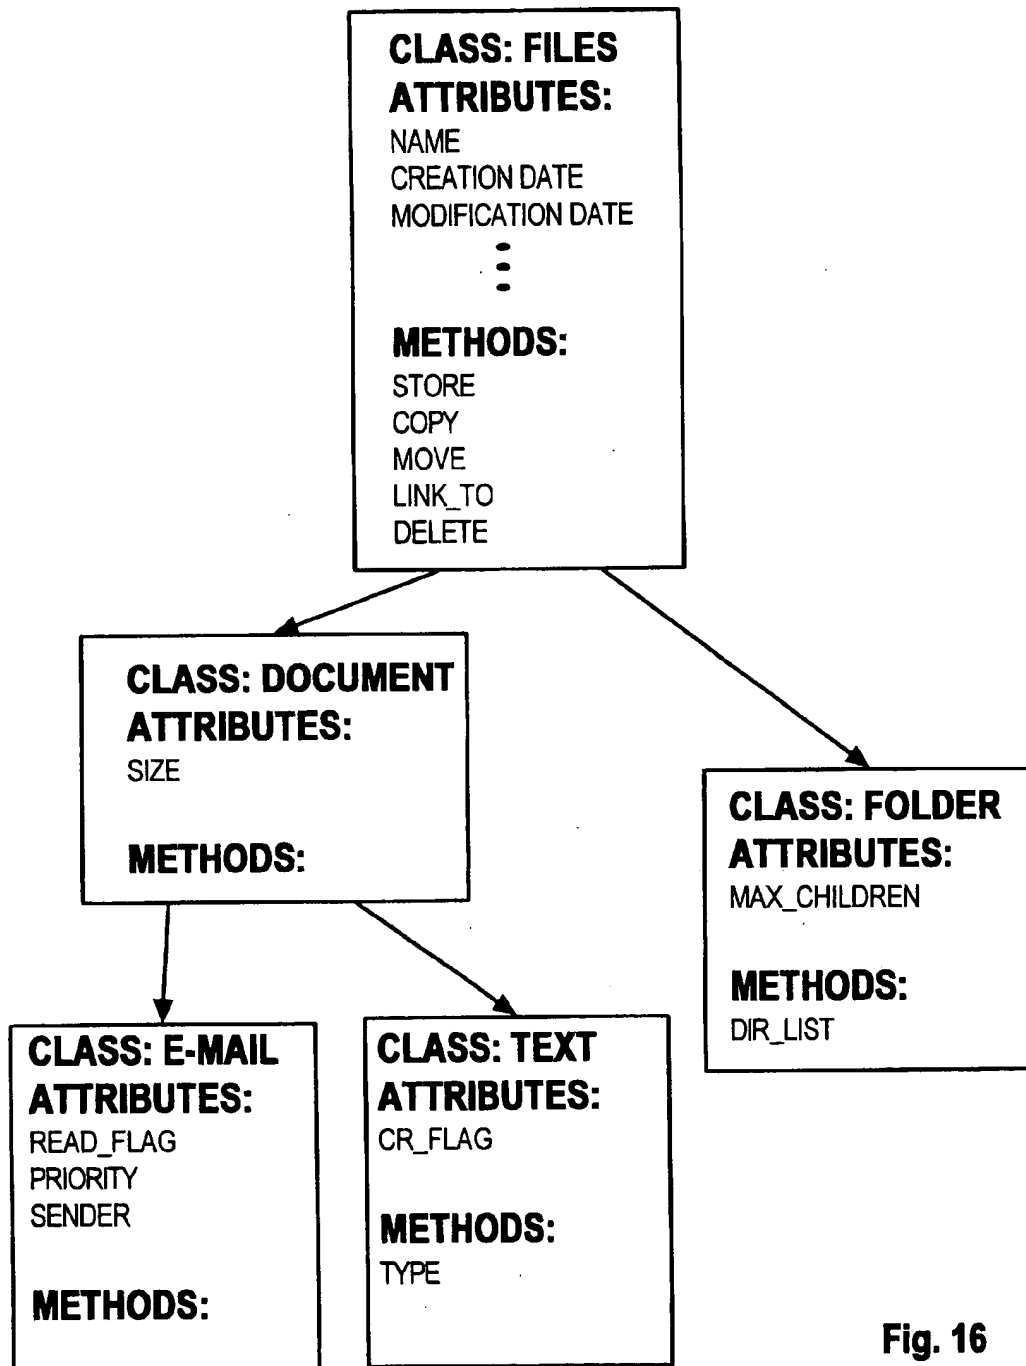 CLASS: FILES
ATTRIBUTES:
NAME
CREATION DATE
MODIFICATION DATE
METHODS:
STORE
COPY
MOVE
LINK_TO
DELETE
CLASS: DOCUMENT
ATTRIBUTES:
SIZE
METHODS:
CLASS: FOLDER
ATTRIBUTES:
MAX_CHILDREN
METHODS:
DIR_LIST
CLASS: E-MAIL
ATTRIBUTES:
READ_FLAG
PRIORITY
SENDER
METHODS:
CLASS: TEXT
ATTRIBUTES:
CR_FLAG
METHODS:
TYPE
Fig. 16